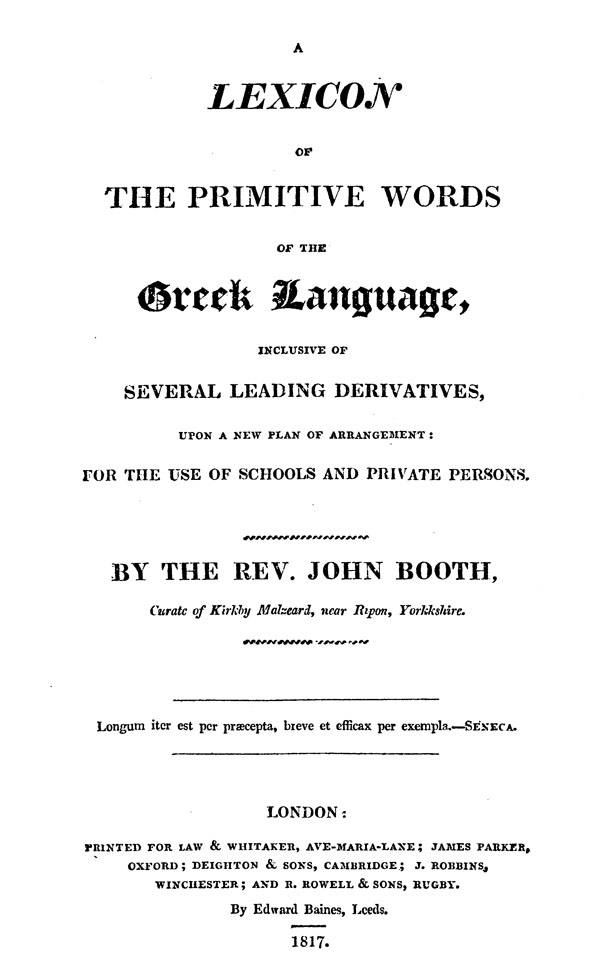 A
LEXICON
OF
THE PRIMITIVE WORDS
OF THE
Greek Language,
INCLUSIVE OF
SEVERAL LEADING DERIVATIVES,
UPON A NEW PLAN OF ARRANGEMENT:
FOR THE USE OF SCHOOLS AND PRIVATE PERSONS.
BY THE REV. JOHN BOOTH,
Curate of Kirkby Malzeard, near Ripon, Yorkshire.
Longum iter est per præcepta, breve et efficax per exempla.—SENECA.
LONDON:
PRINTED FOR LAW & WHITAKER, AVE-MARIA-LANE; JAMES PARKER,
OXFORD; DEIGHTON & SONS, CAMBRIDGE; J. ROBBINS,
WINCHESTER; AND R. ROWELL & SONS, RUGBY.
By Edward Baines, Leeds.
1817.